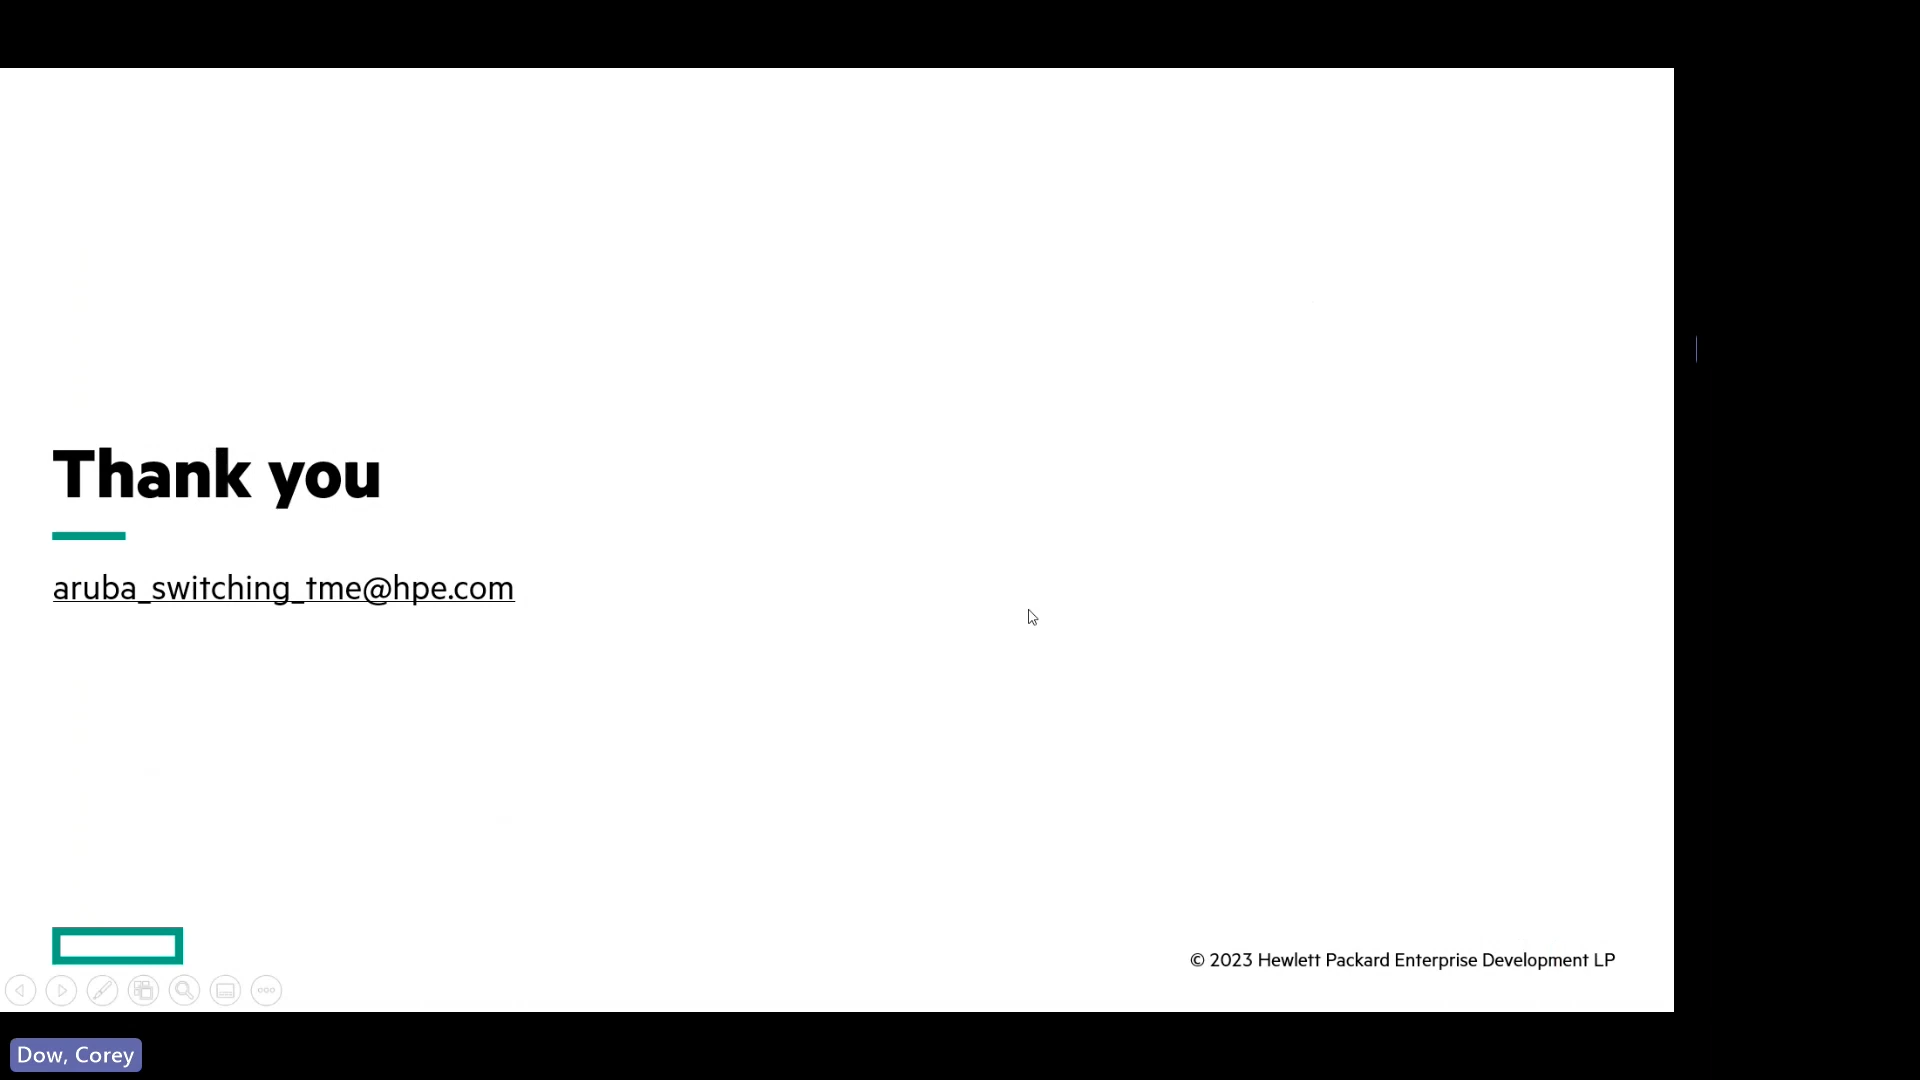 Thank you
aruba_switching_tme@hpe.com
© 2023 Hewlett Packard Enterprise Development LP
Dow, Corey